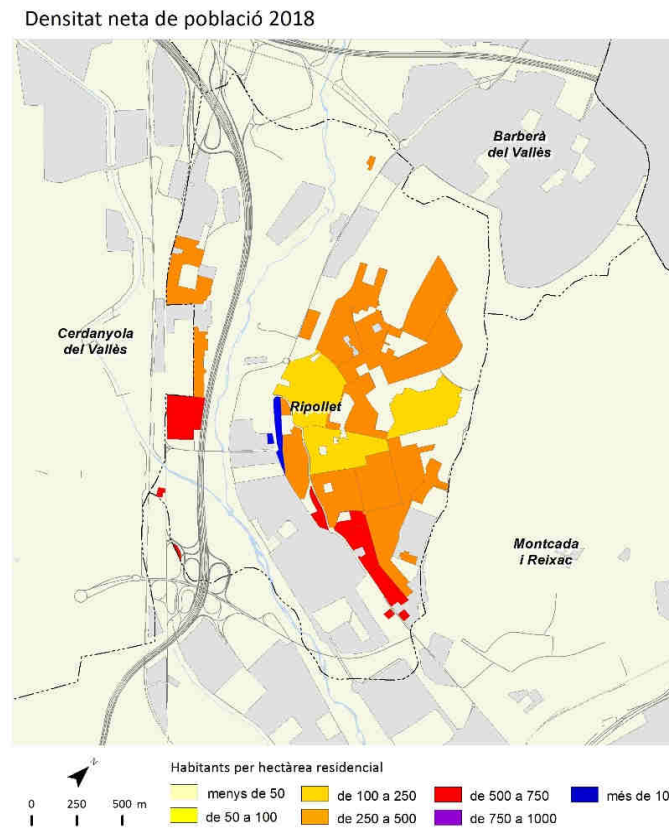 Densitat neta de població 2018
Barberà
del Vallès
Cerdanyola
del Vallès
Ripollet
Montcada
i Reixac
N
Habitants per hectàrea residencial
menys de 50
de 50 a 100
de 100 a 250
de 250 a 500
de 500 a 750
de 750 a 1000
més de 10
0 250 500 m